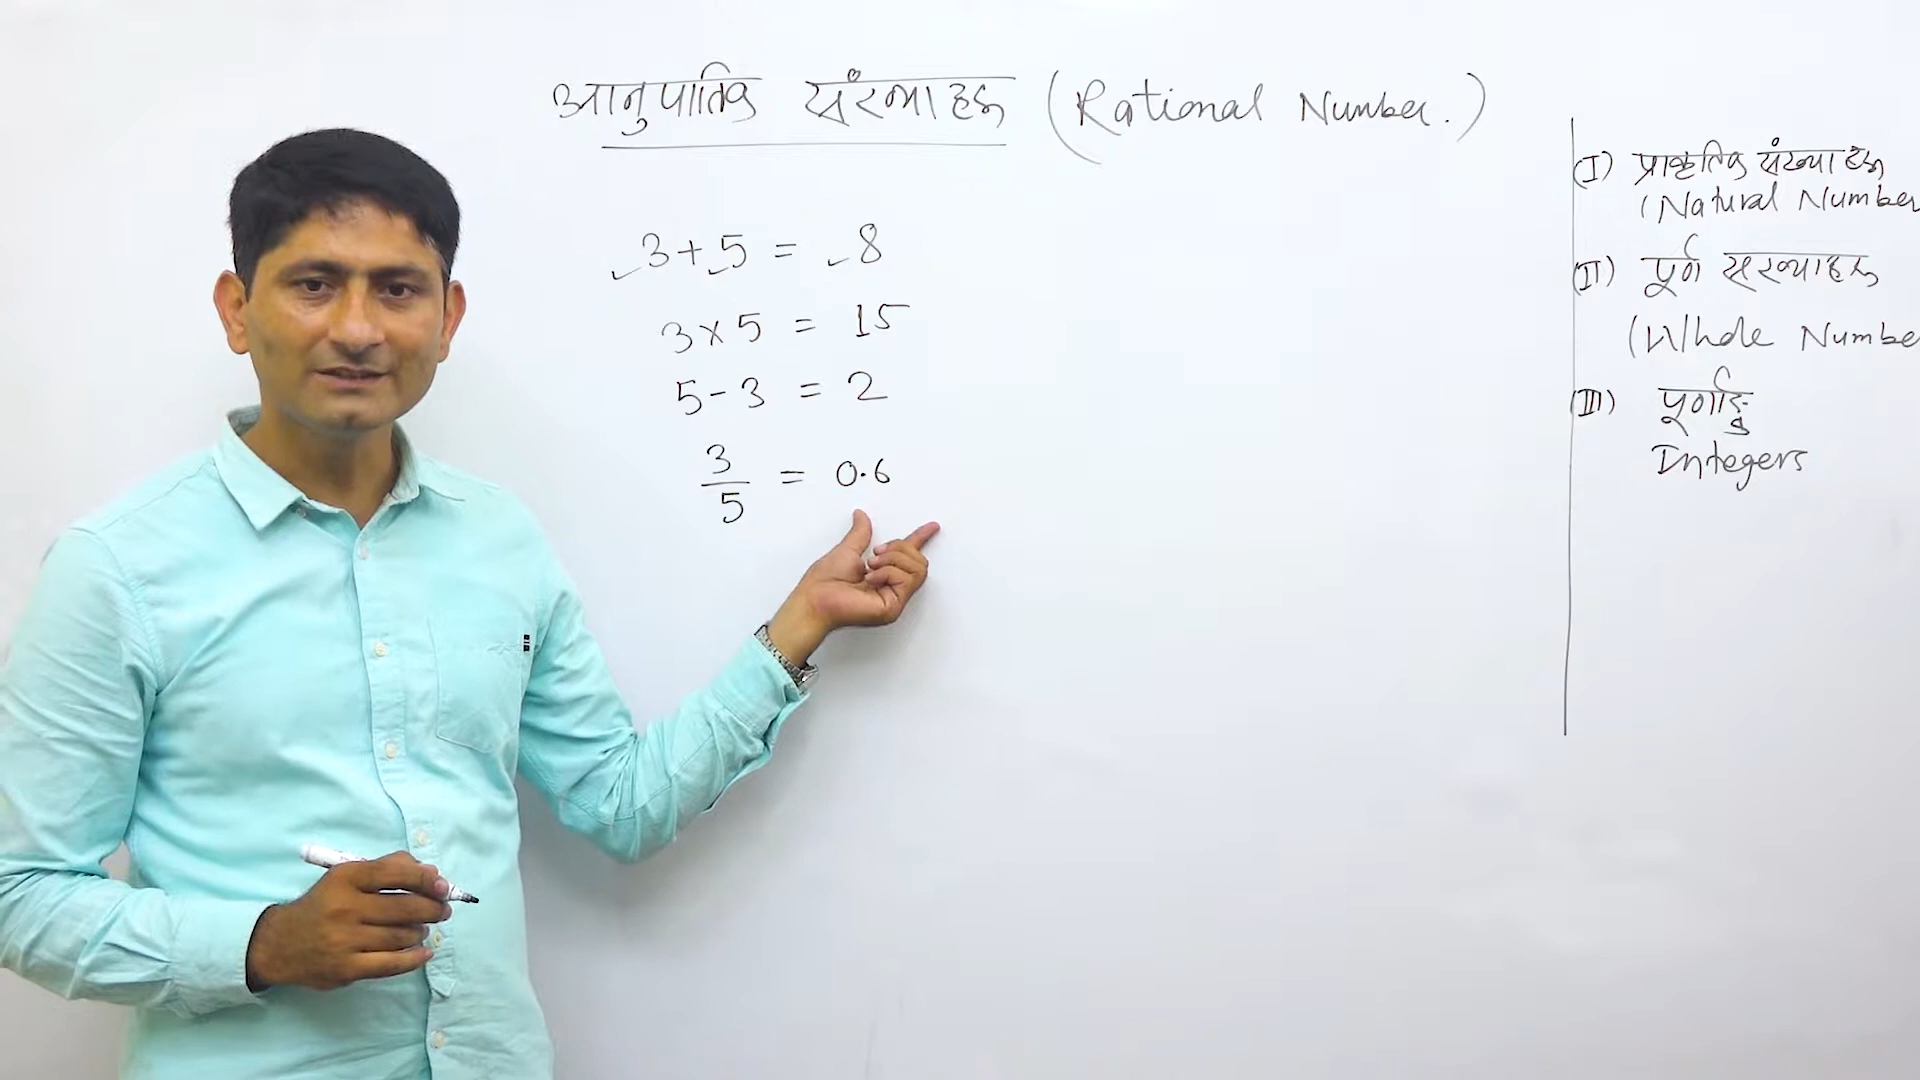 आनुपातिक संख्याहरू (Rational Number.)
3+5 = 8
3×5 = 15
5-3 = 2
3/5 = 0.6
(I) प्राकृतिक संख्याहरू
(Natural Number
(II) पूर्ण संख्याहरू
(Whole Number
(III) पूर्णाङ्क
Integers